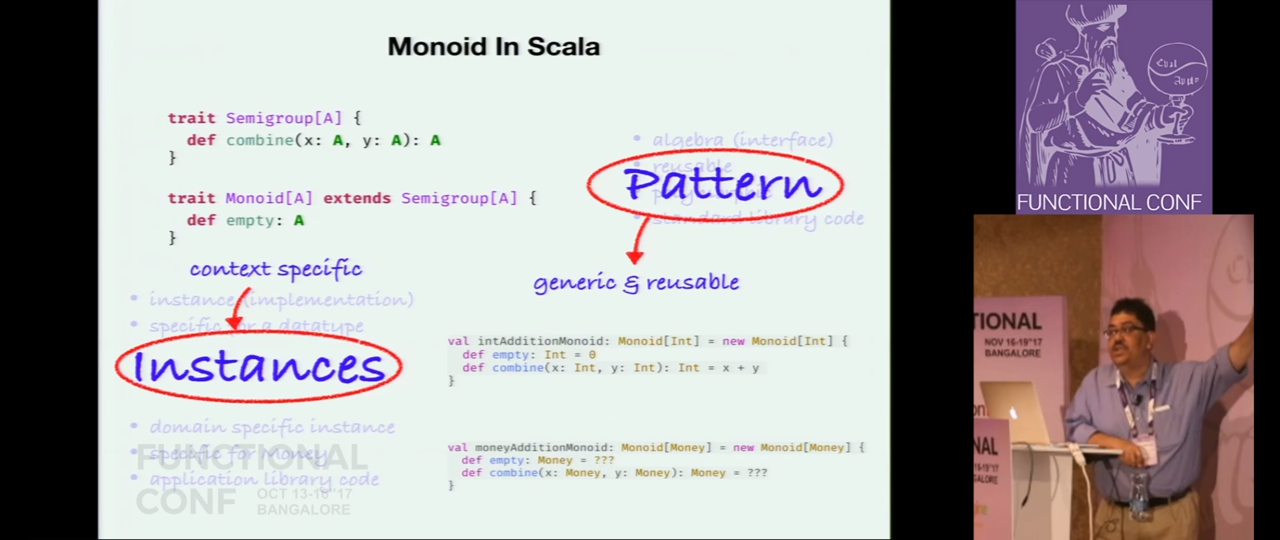 Monoid In Scala
trait Semigroup[A] {
def combine(x: A, y: A): A
}
trait Monoid[A] extends Semigroup[A] {
def empty: A
}
• algebra (interface)
• reusable
Pattern
• standard library code
generic & reusable
context specific
• instance (implementation)
• specific for a datatype
Instances
• domain specific instance
• specific for Money
• application library code
val intAdditionMonoid: Monoid[Int] = new Monoid[Int] {
def empty: Int = 0
def combine(x: Int, y: Int): Int = x + y
}
val moneyAdditionMonoid: Monoid[Money] = new Monoid[Money] {
def empty: Money = ???
def combine(x: Money, y: Money): Money = ???
}
FUNCTIONAL
CONF
OCT 13-16"17
BANGALORE
Eval
Apply
FUNCTIONAL CONF
TIONAL
NOV 16-19"17
BANGALORE
TIONAL